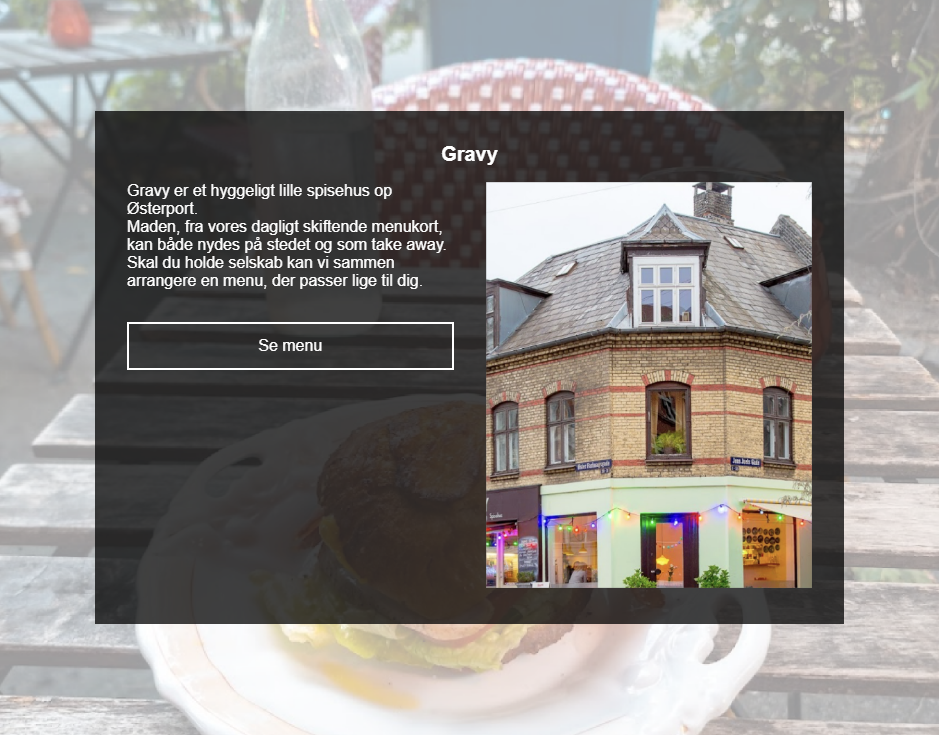 Gravy
Gravy er et hyggeligt lille spisehus op
Østerport.
Maden, fra vores dagligt skiftende menukort,
kan både nydes på stedet og som take away.
Skal du holde selskab kan vi sammen
arrangere en menu, der passer lige til dig.
Se menu